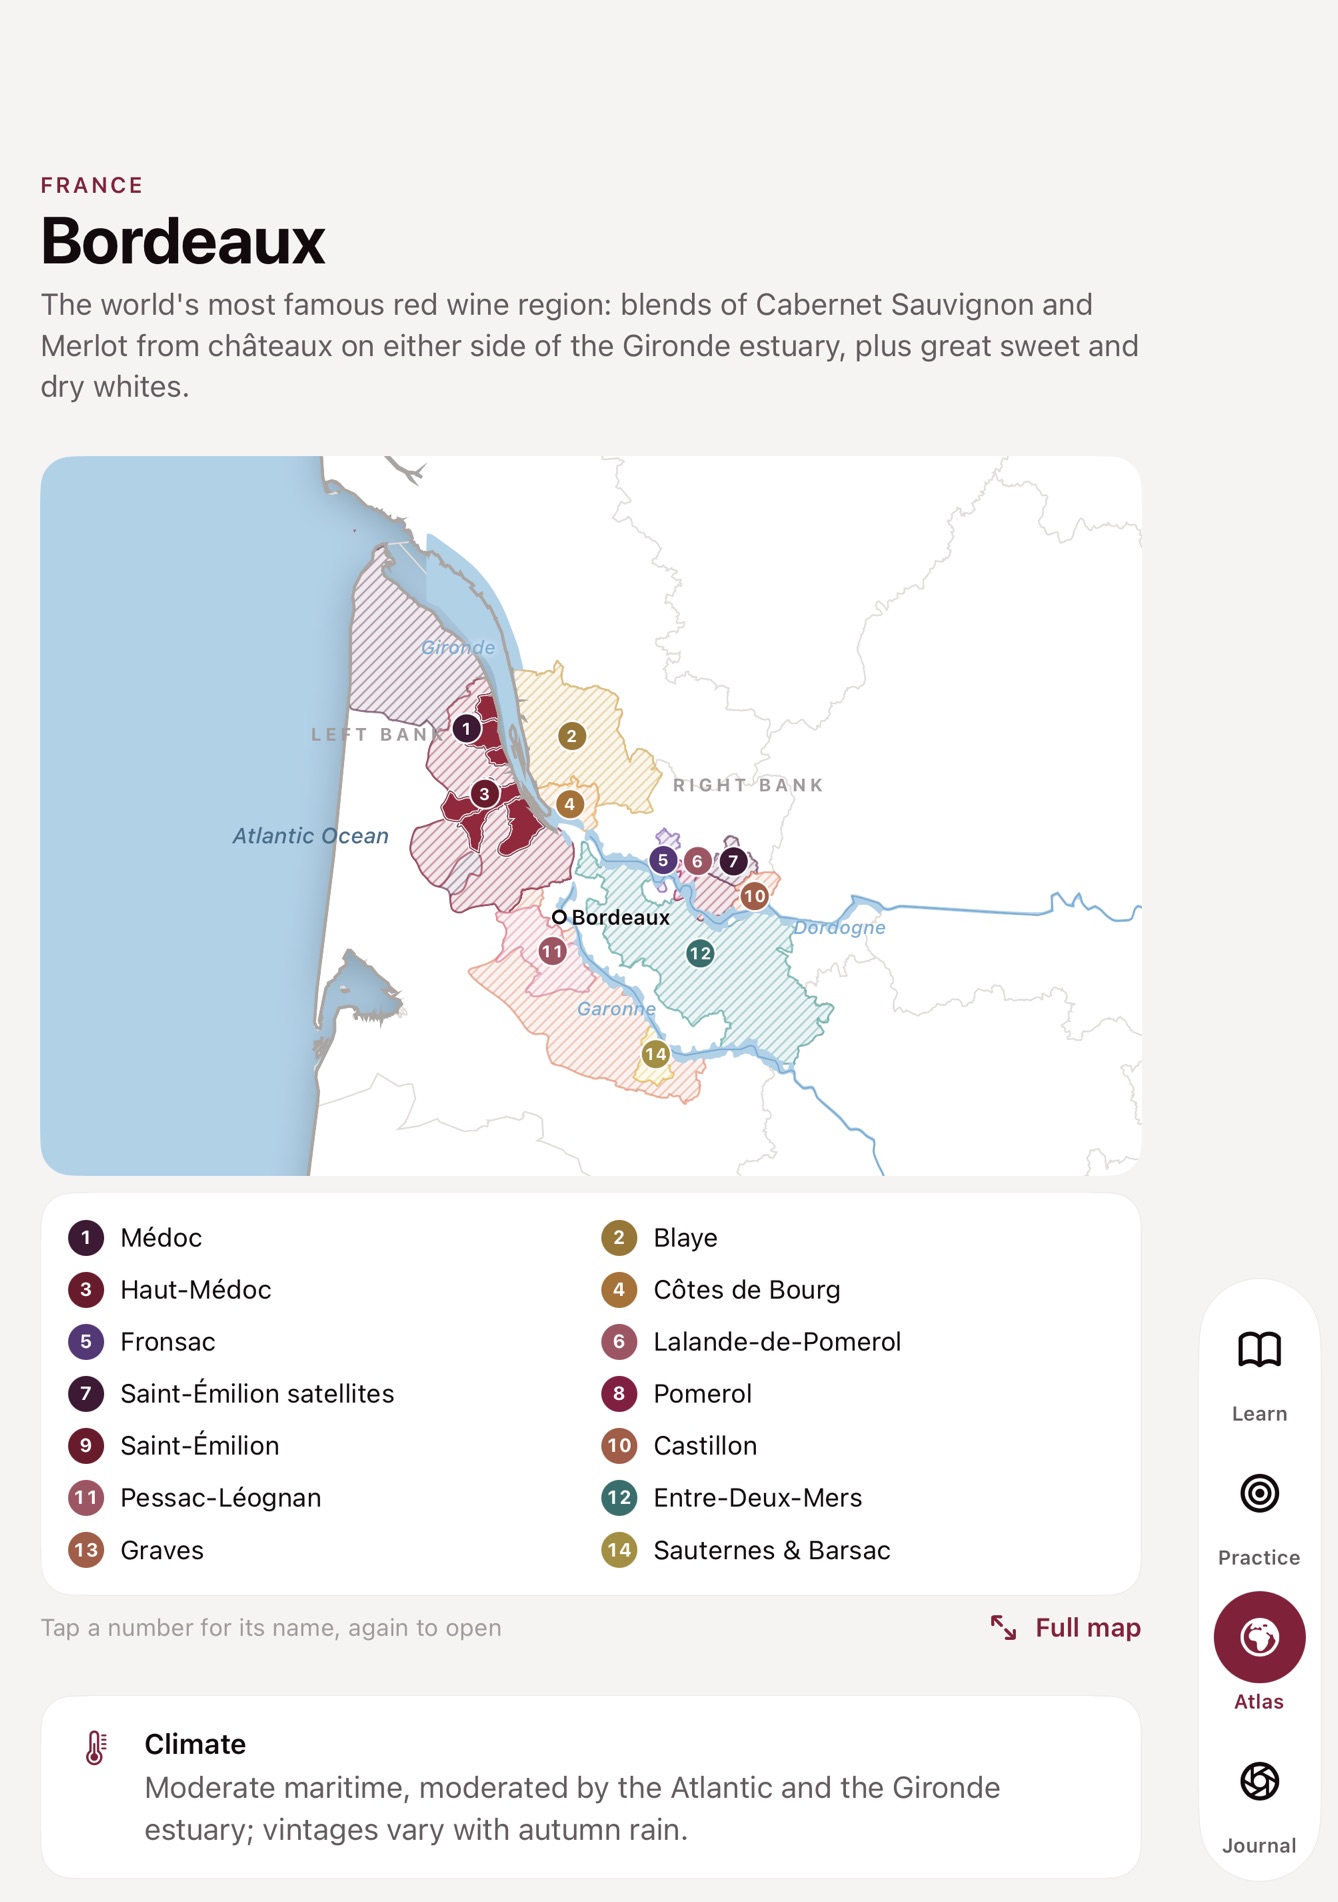 FRANCE
Bordeaux
The world's most famous red wine region: blends of Cabernet Sauvignon and
Merlot from châteaux on either side of the Gironde estuary, plus great sweet and
dry whites.
Gironde
LEFT BANK
1
2
RIGHT BANK
3
4
Atlantic Ocean
5
6
7
10
Bordeaux
Dordogne
11
12
Garonne
14
1 Médoc
2 Blaye
3 Haut-Médoc
4 Côtes de Bourg
5 Fronsac
6 Lalande-de-Pomerol
7 Saint-Émilion satellites
8 Pomerol
9 Saint-Émilion
10 Castillon
11 Pessac-Léognan
12 Entre-Deux-Mers
13 Graves
14 Sauternes & Barsac
Tap a number for its name, again to open
Full map
Climate
Moderate maritime, moderated by the Atlantic and the Gironde
estuary; vintages vary with autumn rain.
Learn
Practice
Atlas
Journal